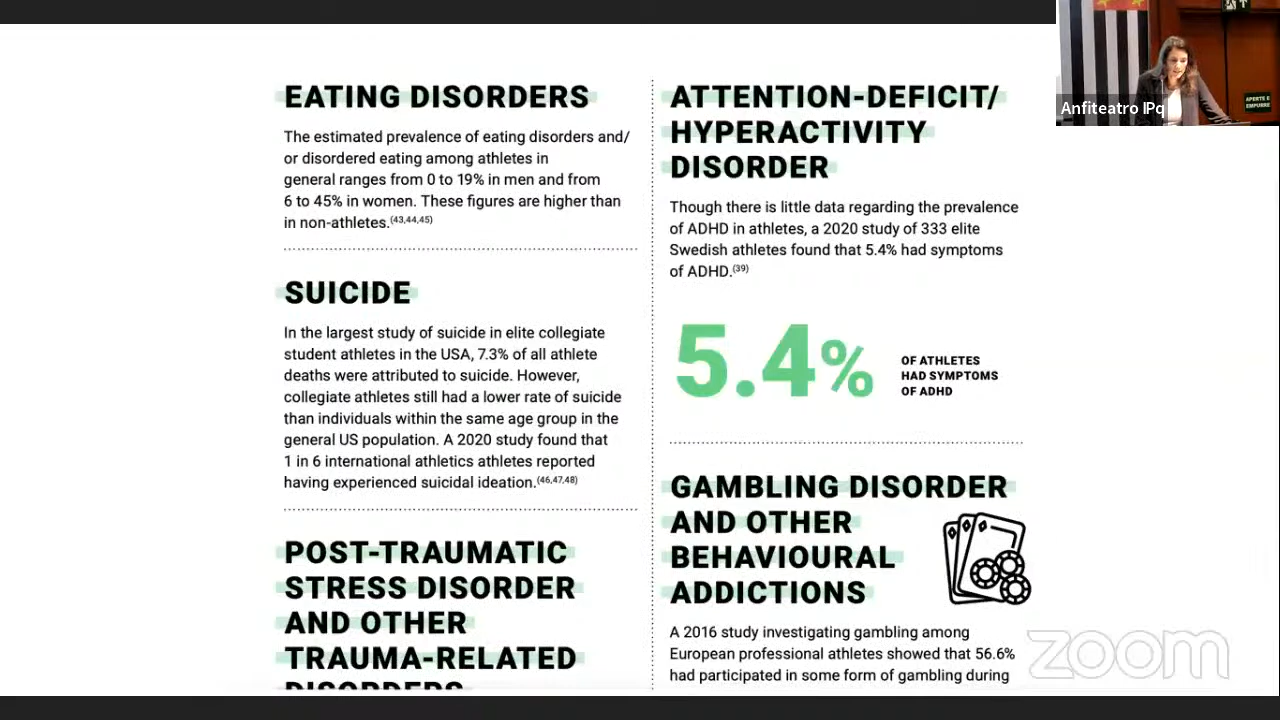 EATING DISORDERS
The estimated prevalence of eating disorders and/
or disordered eating among athletes in
general ranges from 0 to 19% in men and from
6 to 45% in women. These figures are higher than
in non-athletes.(43,44,45)
SUICIDE
In the largest study of suicide in elite collegiate
student athletes in the USA, 7.3% of all athlete
deaths were attributed to suicide. However,
collegiate athletes still had a lower rate of suicide
than individuals within the same age group in the
general US population. A 2020 study found that
1 in 6 international athletics athletes reported
having experienced suicidal ideation.(46,47,48)
POST-TRAUMATIC
STRESS DISORDER
AND OTHER
TRAUMA-RELATED
DISORDERS
ATTENTION-DEFICIT/
HYPERACTIVITY
DISORDER
Though there is little data regarding the prevalence
of ADHD in athletes, a 2020 study of 333 elite
Swedish athletes found that 5.4% had symptoms
of ADHD.(39)
5.4%
OF ATHLETES
HAD SYMPTOMS
OF ADHD
GAMBLING DISORDER
AND OTHER
BEHAVIOURAL
ADDICTIONS
A 2016 study investigating gambling among
European professional athletes showed that 56.6%
had participated in some form of gambling during
Anfiteatro IPq
APERTE E
EMPURRE
zoom